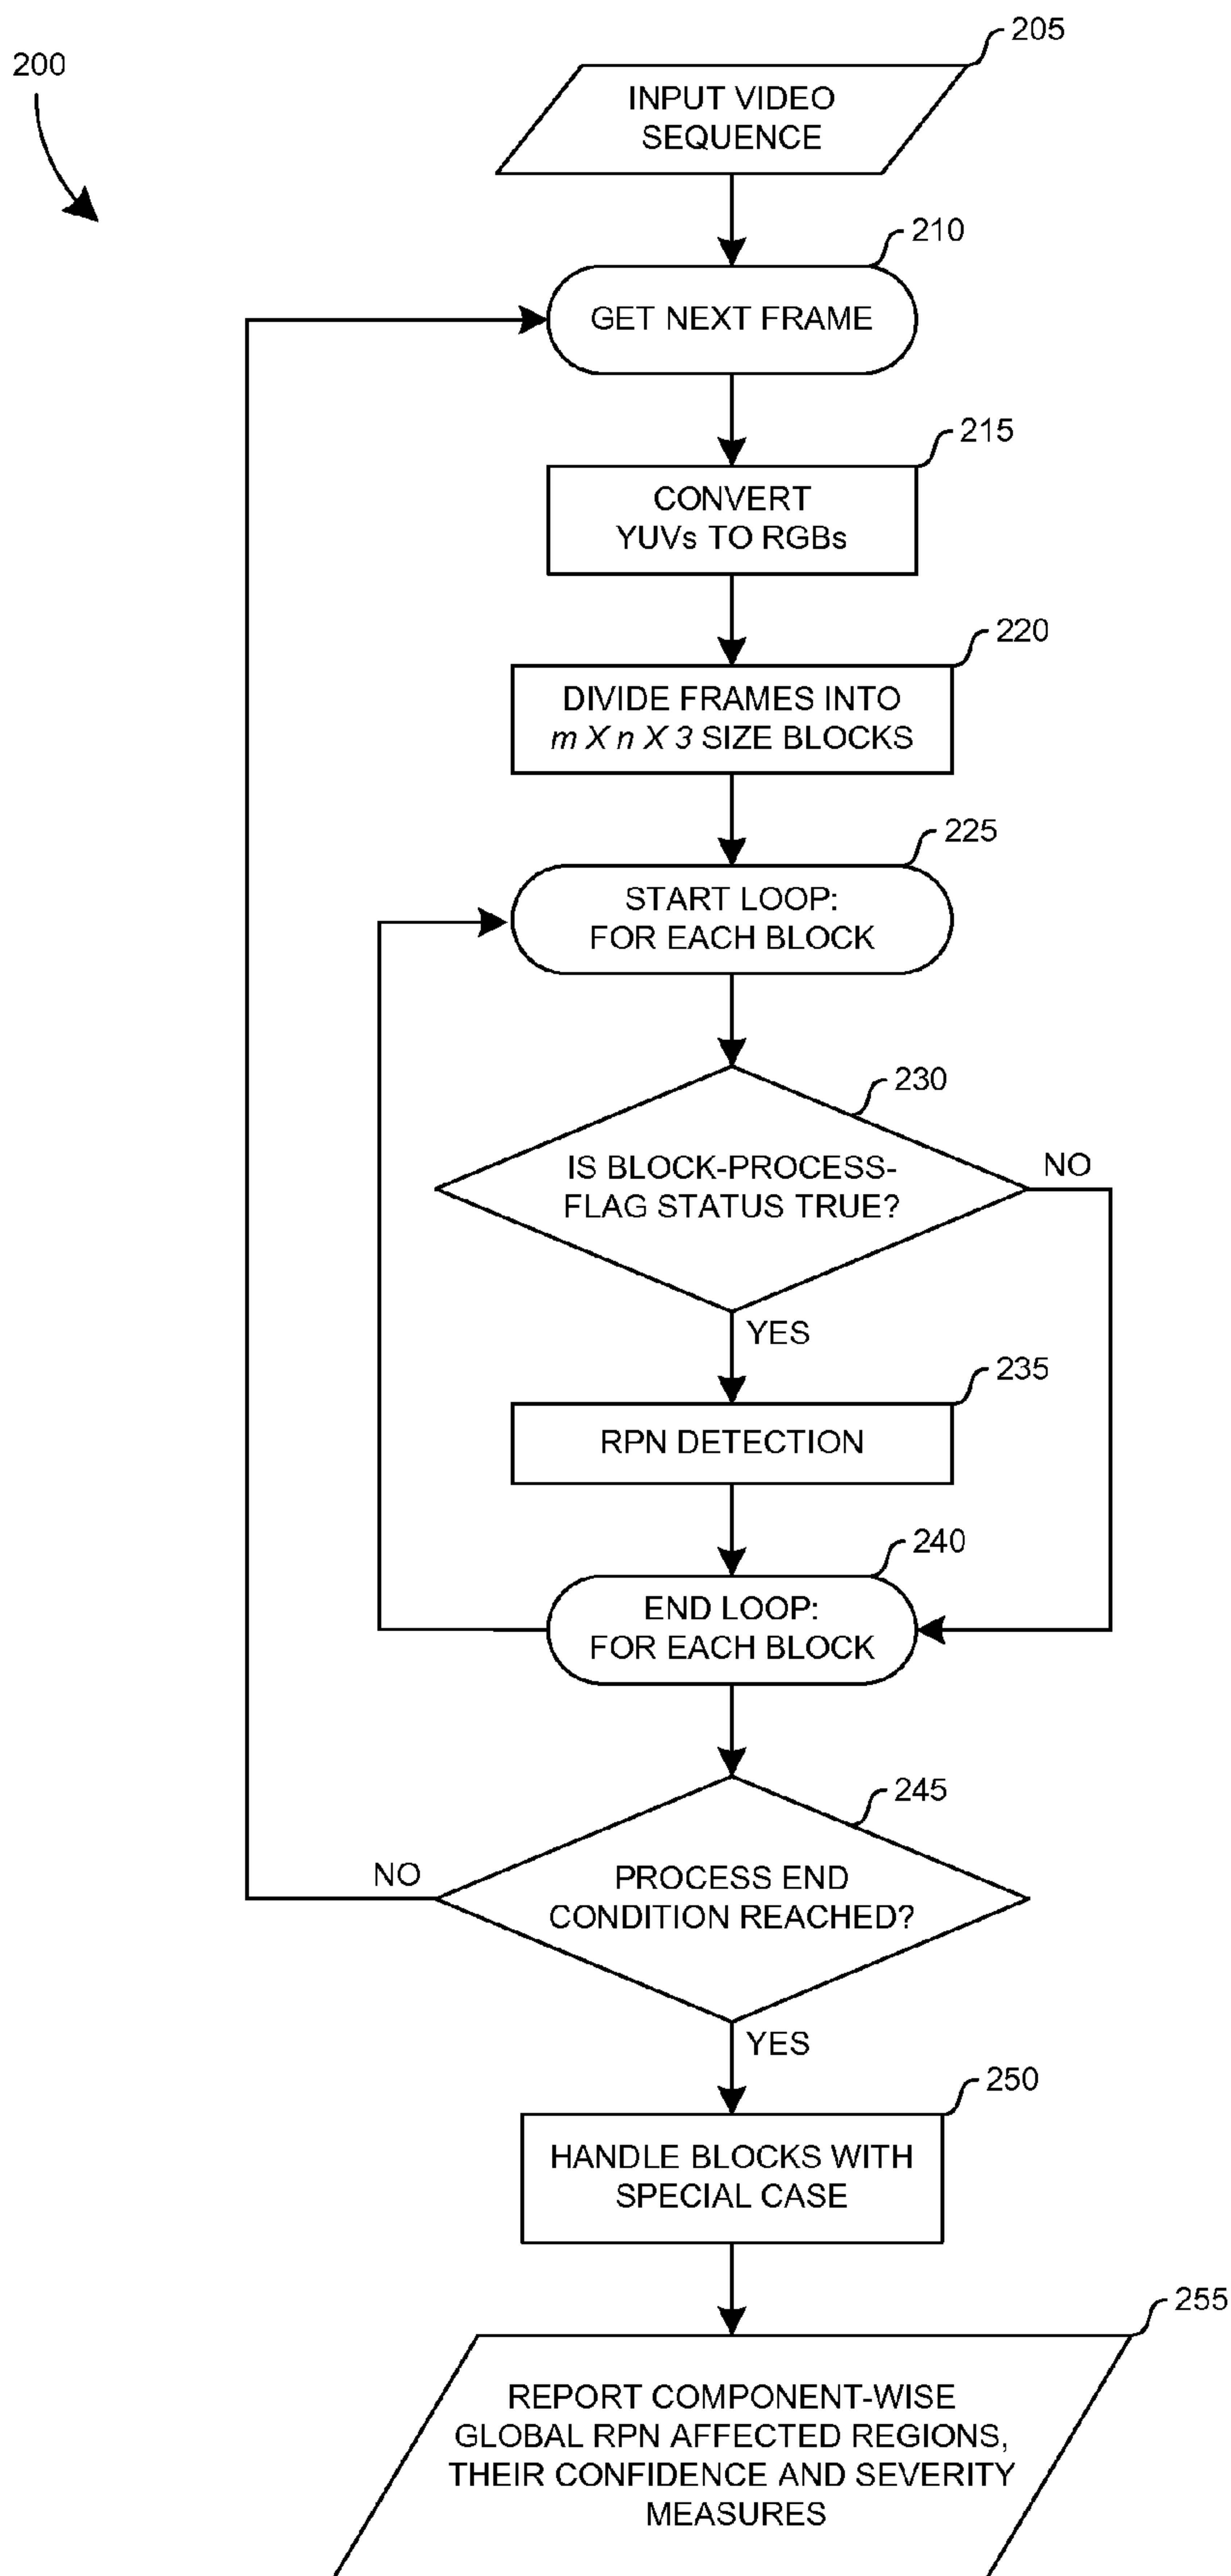 200
205
INPUT VIDEO
SEQUENCE
210
GET NEXT FRAME
215
CONVERT
YUVs TO RGBs
220
DIVIDE FRAMES INTO
m X n X 3 SIZE BLOCKS
225
START LOOP:
FOR EACH BLOCK
230
IS BLOCK-PROCESS-
FLAG STATUS TRUE?
NO
YES
235
RPN DETECTION
240
END LOOP:
FOR EACH BLOCK
245
PROCESS END
CONDITION REACHED?
NO
YES
250
HANDLE BLOCKS WITH
SPECIAL CASE
255
REPORT COMPONENT-WISE
GLOBAL RPN AFFECTED REGIONS,
THEIR CONFIDENCE AND SEVERITY
MEASURES